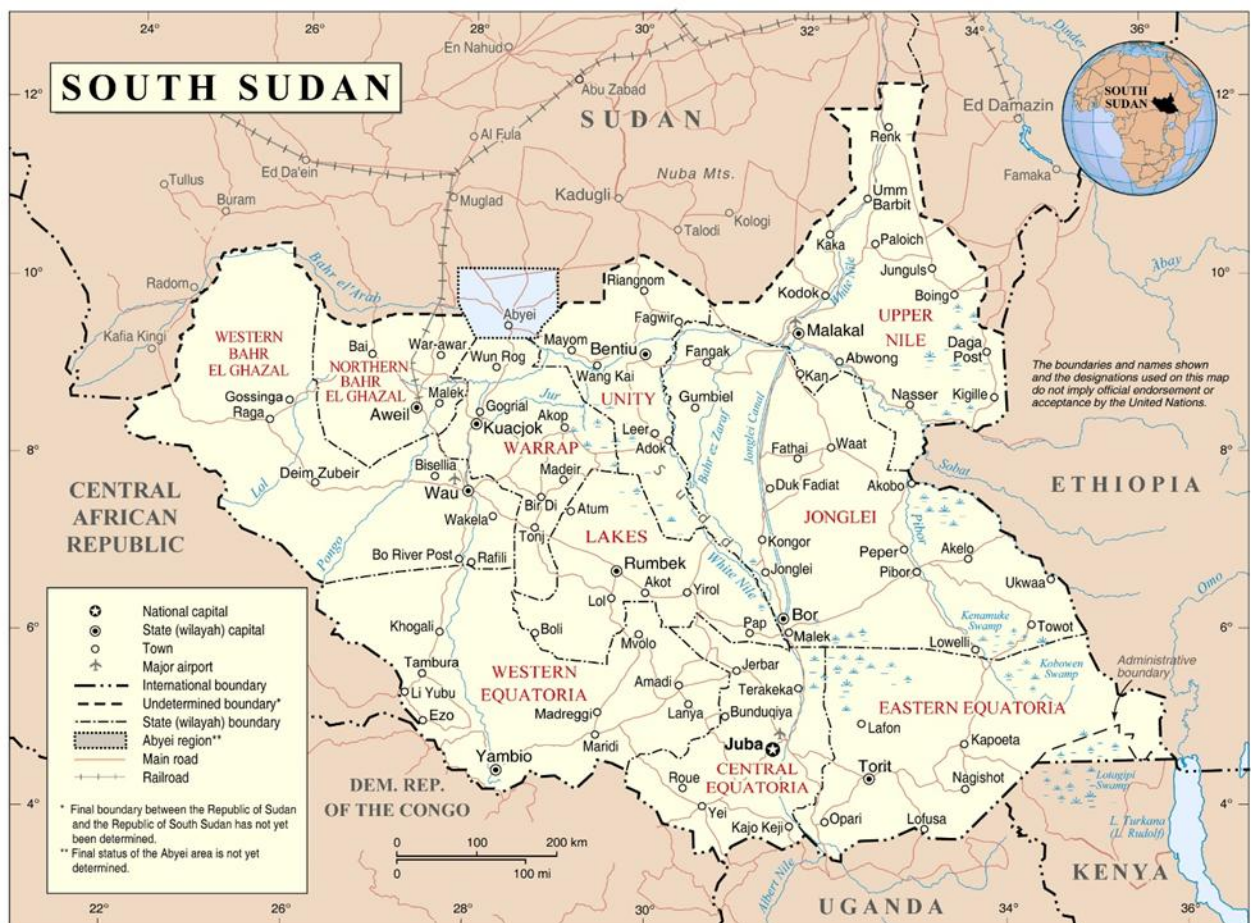 24°
26°
28°
30°
32°
34°
36°
SOUTH SUDAN
En Nahud
Abu Zabad
SUDAN
Dinder
SOUTH
SUDAN
12°
12°
Ed Damazin
Renk
Al Fula
Ed Da'ein
Nuba Mts.
Famaka
Tullus
Buram
Muglad
Kadugli
Kologi
Talodi
Umm
Barbit
Kaka
Paloich
White Nile
Abay
10°
10°
Bahr el'Arab
Radom
Riangnom
Junguls
Kodok
Boing
Abyei
Fagwir
Malakal
UPPER
NILE
Kafia Kingi
WESTERN
BAHR
EL GHAZAL
Bai
War-awar
Mayom
Bentiu
Wun Rog
Fangak
Abwong
Daga
Post
NORTHERN
BAHR
EL GHAZAL
Wang Kai
Kan
The boundaries and names shown
and the designations used on this map
do not imply official endorsement or
acceptance by the United Nations.
Gossinga
Raga
Malek
Aweil
Jur
UNITY
Gumbiel
Nasser
Kigille
Gogrial
Akop
Kuacjok
WARRAP
Leer
Adok
Bahr ez Zaraf
Jonglei Canal
Fathai
Waat
8°
8°
Deim Zubeir
Bisellia
Madeir
Sudd
Sobat
Lol
Wau
Duk Fadiat
Akobo
ETHIOPIA
CENTRAL
AFRICAN
REPUBLIC
Bir Di
Atum
JONGLEI
Pibor
Wakela
Tonj
LAKES
Kongor
Pongo
Bo River Post
Rafili
Rumbek
White Nile
Peper
Akelo
Jonglei
Pibor
Ukwaa
Omo
Akot
Lol
Yirol
6°
6°
Khogali
Boli
Mvolo
Pap
Bor
Malek
Kenamuke
Swamp
Towot
Lowelli
Kobowen
Swamp
Administrative
boundary
Tambura
WESTERN
EQUATORIA
Jerbar
Li Yubu
Amadi
Terakeka
EASTERN EQUATORIA
Ezo
Madreggi
Lanya
Bunduqiya
Lafon
Maridi
Juba
Kapoeta
Yambio
CENTRAL
EQUATORIA
Torit
Lotagipi
Swamp
DEM. REP.
OF THE CONGO
Roue
Nagishot
4°
4°
Yei
Kajo Keji
Opari
Lofusa
L. Turkana
(L. Rudolf)
Albert Nile
KENYA
UGANDA
National capital
State (wilayah) capital
Town
Major airport
International boundary
Undetermined boundary*
State (wilayah) boundary
Abyei region**
Main road
Railroad
* Final boundary between the Republic of Sudan
and the Republic of South Sudan has not yet
been determined.
** Final status of the Abyei area is not yet
determined.
0 100 200 km
0 100 mi
22°
24°
26°
28°
30°
32°
34°
36°